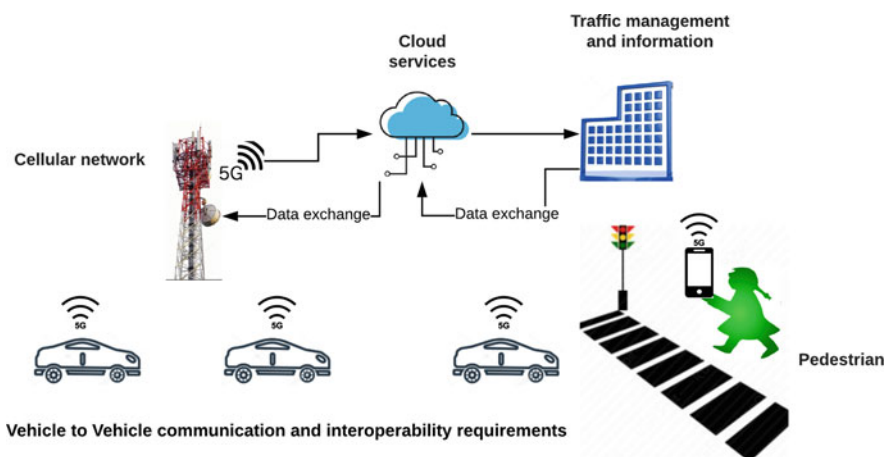 Traffic management
and information
Cloud
services
Cellular network
5G
Data exchange
Data exchange
5G
5G
5G
5G
Pedestrian
Vehicle to Vehicle communication and interoperability requirements